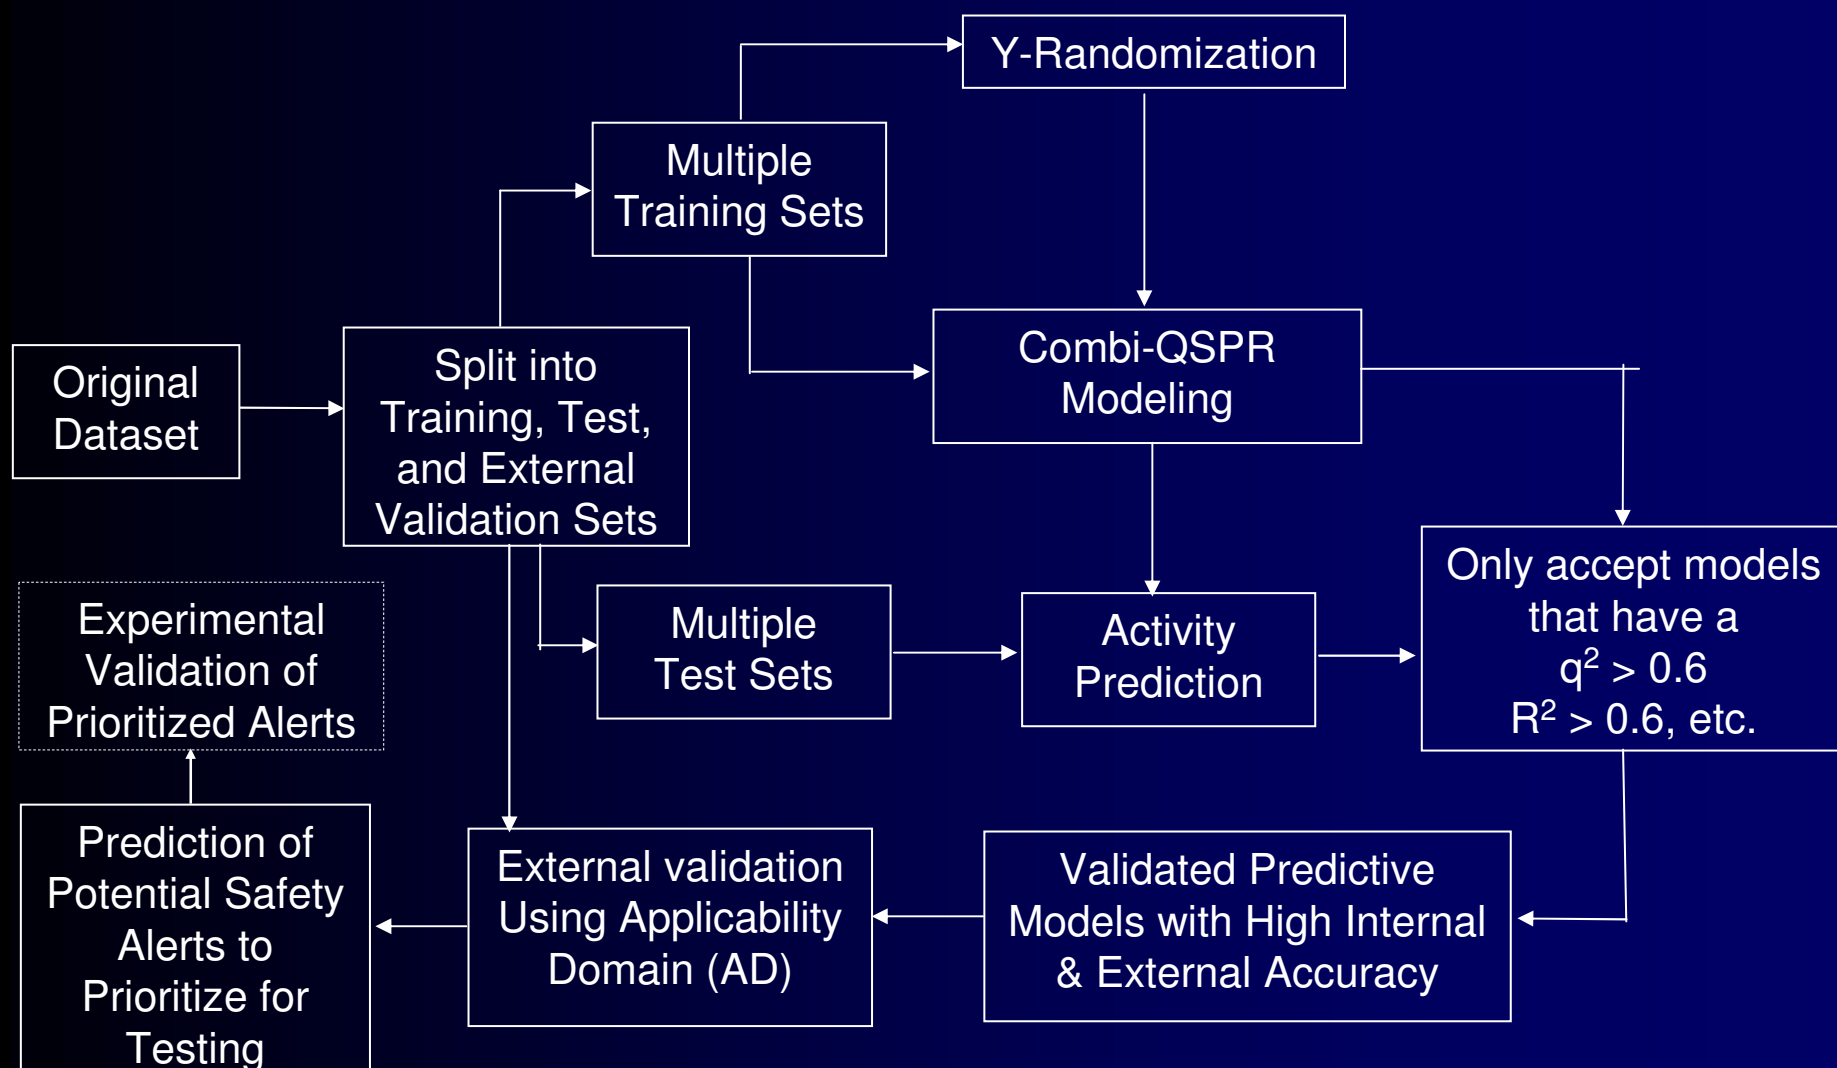 Y-Randomization
Multiple
Training Sets
Original
Dataset
Split into
Training, Test,
and External
Validation Sets
Combi-QSPR
Modeling
Experimental
Validation of
Prioritized Alerts
Multiple
Test Sets
Activity
Prediction
Only accept models
that have a
q² > 0.6
R² > 0.6, etc.
Prediction of
Potential Safety
Alerts to
Prioritize for
Testing
External validation
Using Applicability
Domain (AD)
Validated Predictive
Models with High Internal
& External Accuracy